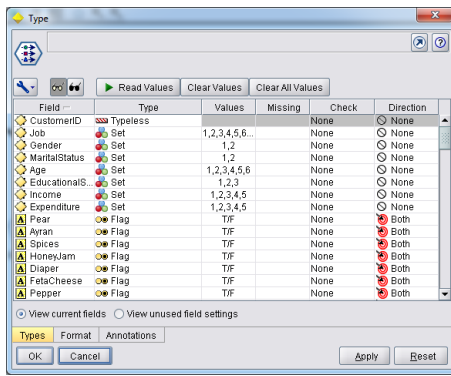 Type
Read Values Clear Values Clear All Values
Field Type Values Missing Check Direction
CustomerID Typeless None None
Job Set 1,2,3,4,5,6... None None
Gender Set 1,2 None None
MaritalStatus Set 1,2 None None
Age Set 1,2,3,4,5,6 None None
EducationalS... Set 1,2,3 None None
Income Set 1,2,3,4,5 None None
Expenditure Set 1,2,3,4,5 None None
A Pear Flag T/F None Both
A Ayran Flag T/F None Both
A Spices Flag T/F None Both
A HoneyJam Flag T/F None Both
A Diaper Flag T/F None Both
A FetaCheese Flag T/F None Both
A Pepper Flag T/F None Both
View current fields View unused field settings
Types Format Annotations
OK Cancel Apply Reset